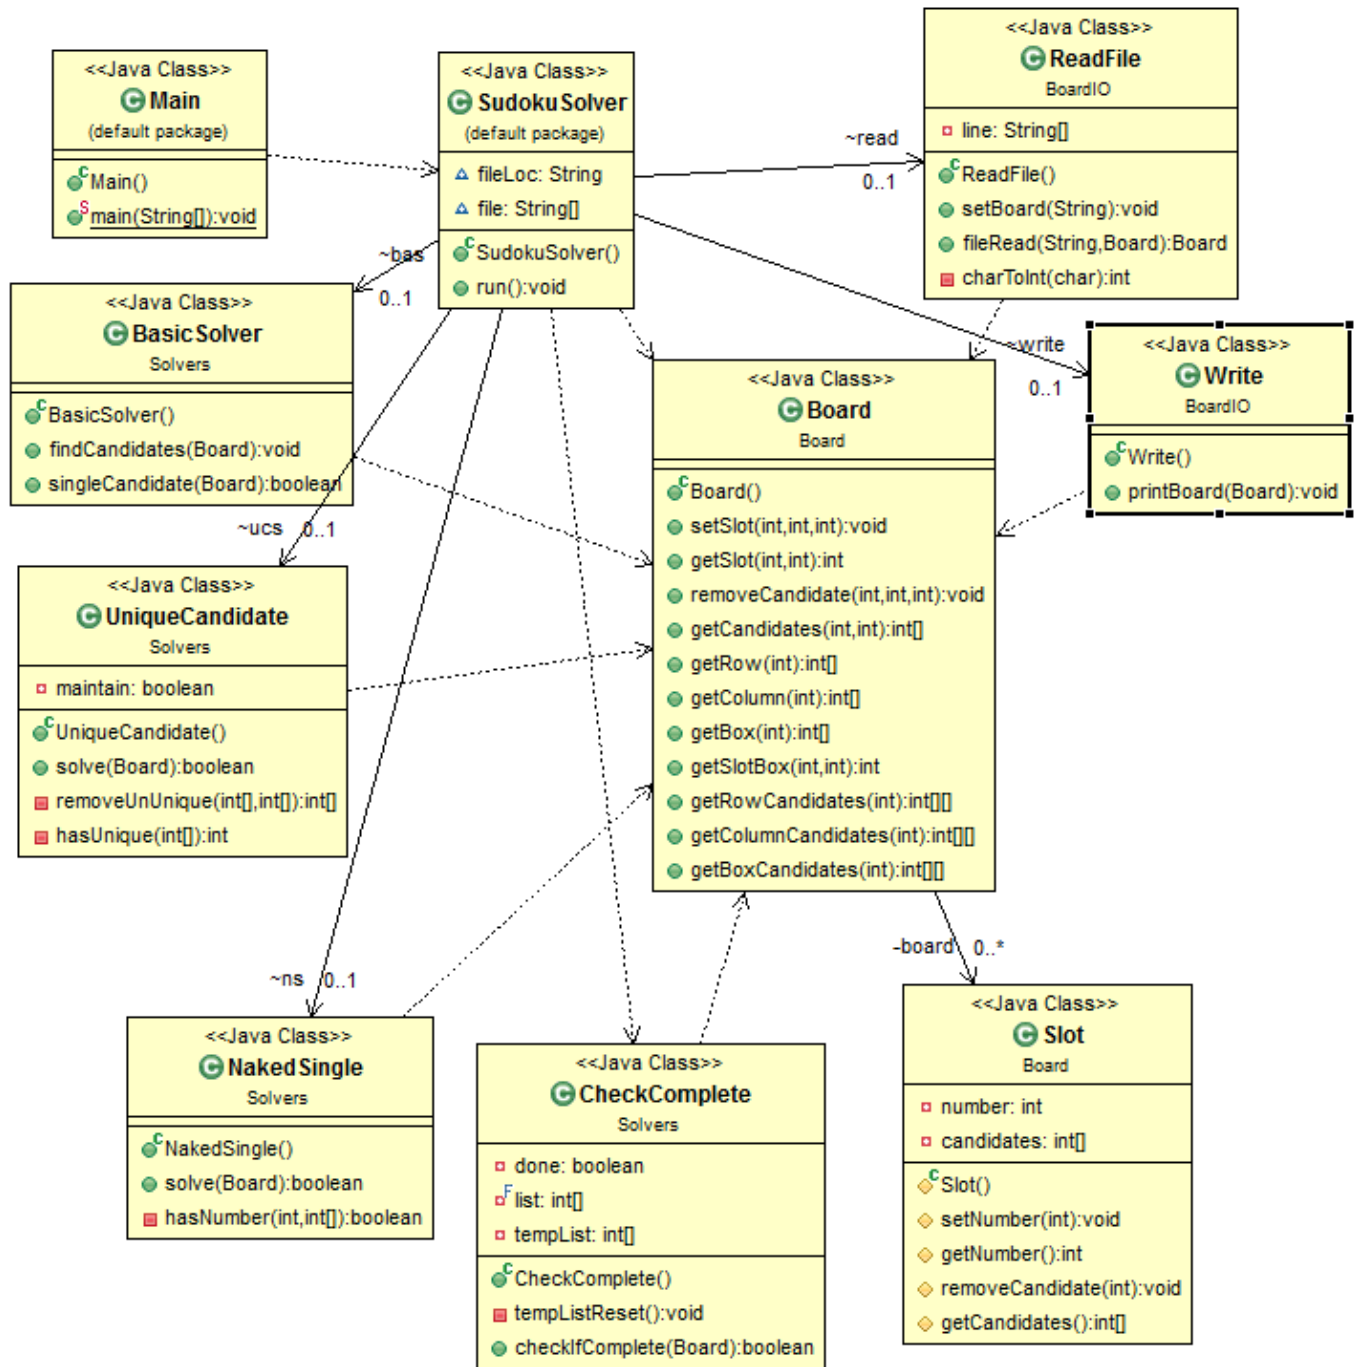 <<Java Class>>
Main
(default package)
Main()
main(String[]):void
<<Java Class>>
SudokuSolver
(default package)
fileLoc: String
file: String[]
SudokuSolver()
run():void
<<Java Class>>
ReadFile
BoardIO
line: String[]
ReadFile()
setBoard(String):void
fileRead(String,Board):Board
charToInt(char):int
~read
0..1
~bas
0..1
~write
0..1
<<Java Class>>
BasicSolver
Solvers
BasicSolver()
findCandidates(Board):void
singleCandidate(Board):boolean
<<Java Class>>
Write
BoardIO
Write()
printBoard(Board):void
<<Java Class>>
Board
Board
Board()
setSlot(int,int,int):void
getSlot(int,int):int
removeCandidate(int,int,int):void
getCandidates(int,int):int[]
getRow(int):int[]
getColumn(int):int[]
getBox(int):int[]
getSlotBox(int,int):int
getRowCandidates(int):int[][]
getColumnCandidates(int):int[][]
getBoxCandidates(int):int[][]
~ucs
0..1
<<Java Class>>
UniqueCandidate
Solvers
maintain: boolean
UniqueCandidate()
solve(Board):boolean
removeUnUnique(int[],int[]):int[]
hasUnique(int[]):int
~ns
0..1
-board
0..*
<<Java Class>>
NakedSingle
Solvers
NakedSingle()
solve(Board):boolean
hasNumber(int,int[]):boolean
<<Java Class>>
CheckComplete
Solvers
done: boolean
list: int[]
tempList: int[]
CheckComplete()
tempListReset():void
checkIfComplete(Board):boolean
<<Java Class>>
Slot
Board
number: int
candidates: int[]
Slot()
setNumber(int):void
getNumber():int
removeCandidate(int):void
getCandidates():int[]